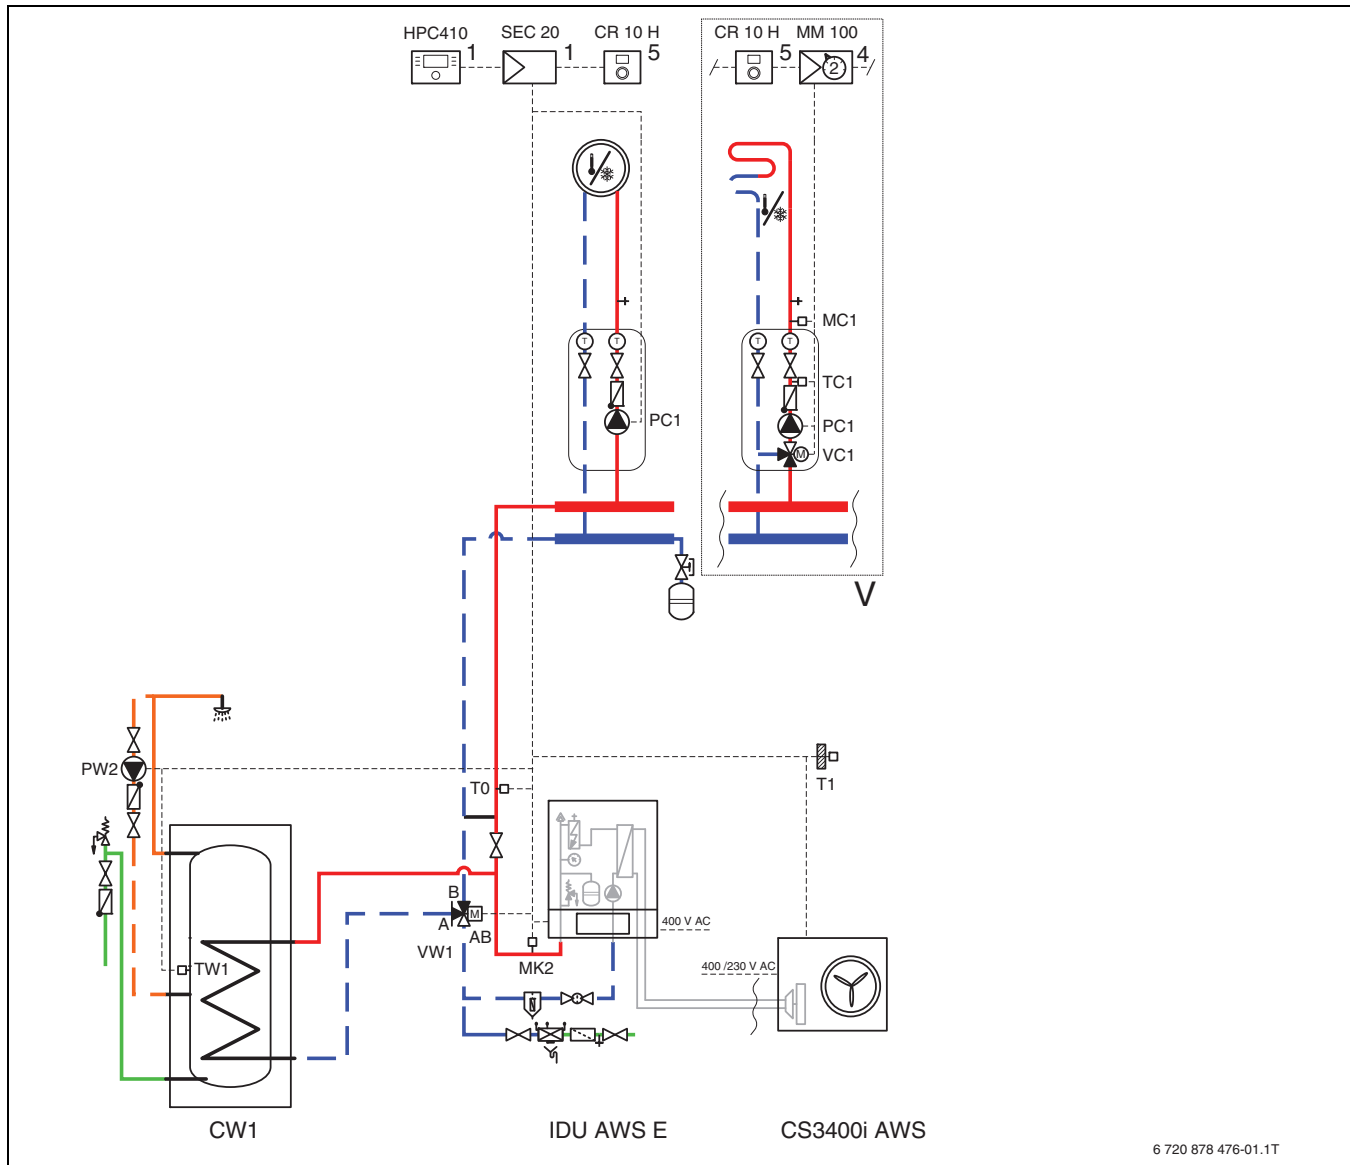 HPC410 SEC 20 CR 10 H CR 10 H MM 100
1 1 5 5 4
2
MC1
T T T T
TC1
PC1 PC1
VC1
M
V
PW2
T0 T1
B
A M
AB
400 V AC
VW1
MK2
TW1
400 /230 V AC
CW1 IDU AWS E CS3400i AWS
6 720 878 476-01.1T